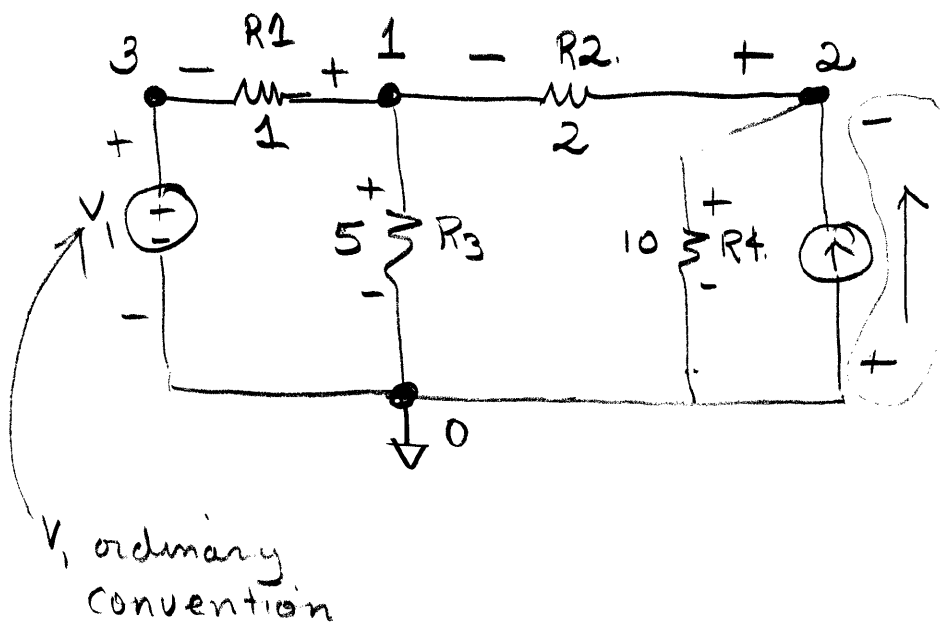 3 - R1 + 1 - R2. + 2
1 2
+ -
V1 + - 5 + R3 - 10 + R4. -
- +
0
V1 ordinary
convention